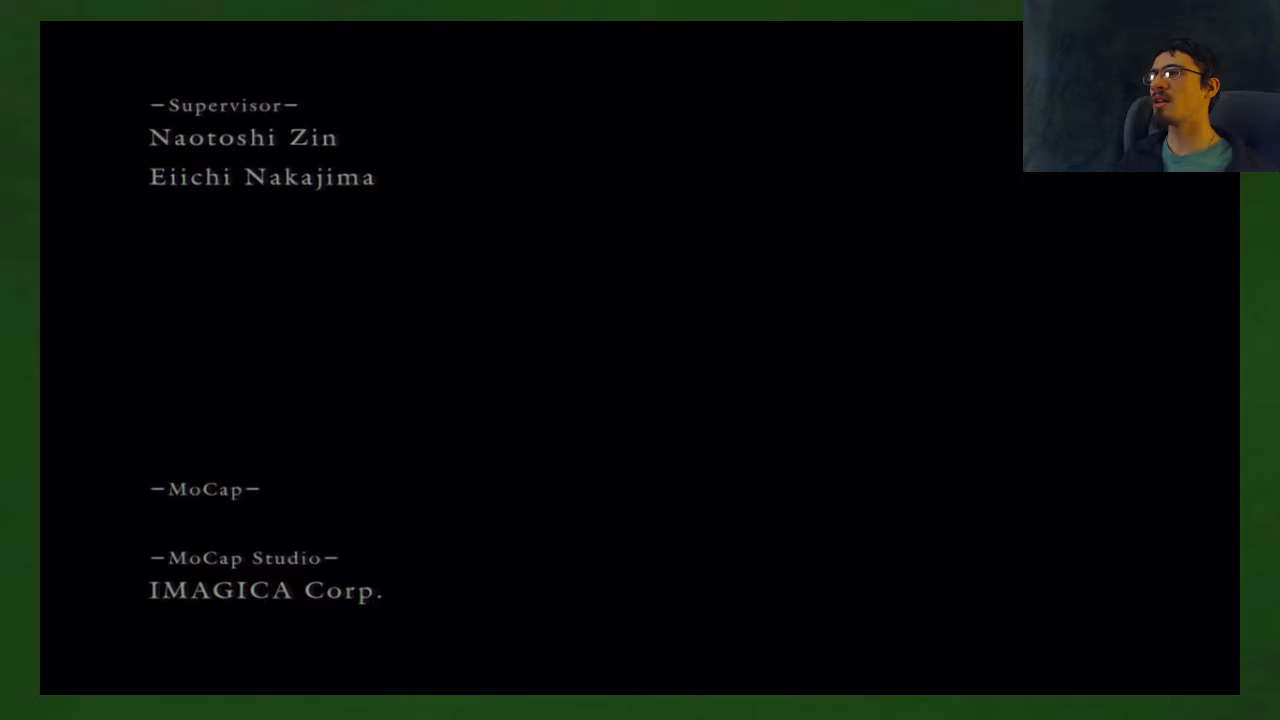 —Supervisor—
Naotoshi Zin
Eiichi Nakajima
—MoCap—
—MoCap Studio—
IMAGICA Corp.